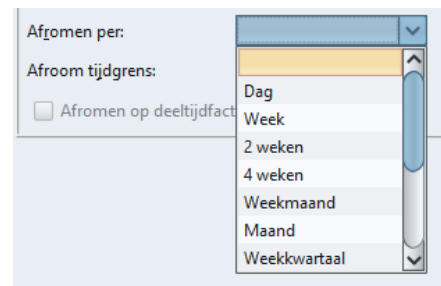 Afromen per:
Afroom tijdgrens:
Dag
Afromen op deeltijdfact
Week
2 weken
4 weken
Weekmaand
Maand
Weekkwartaal